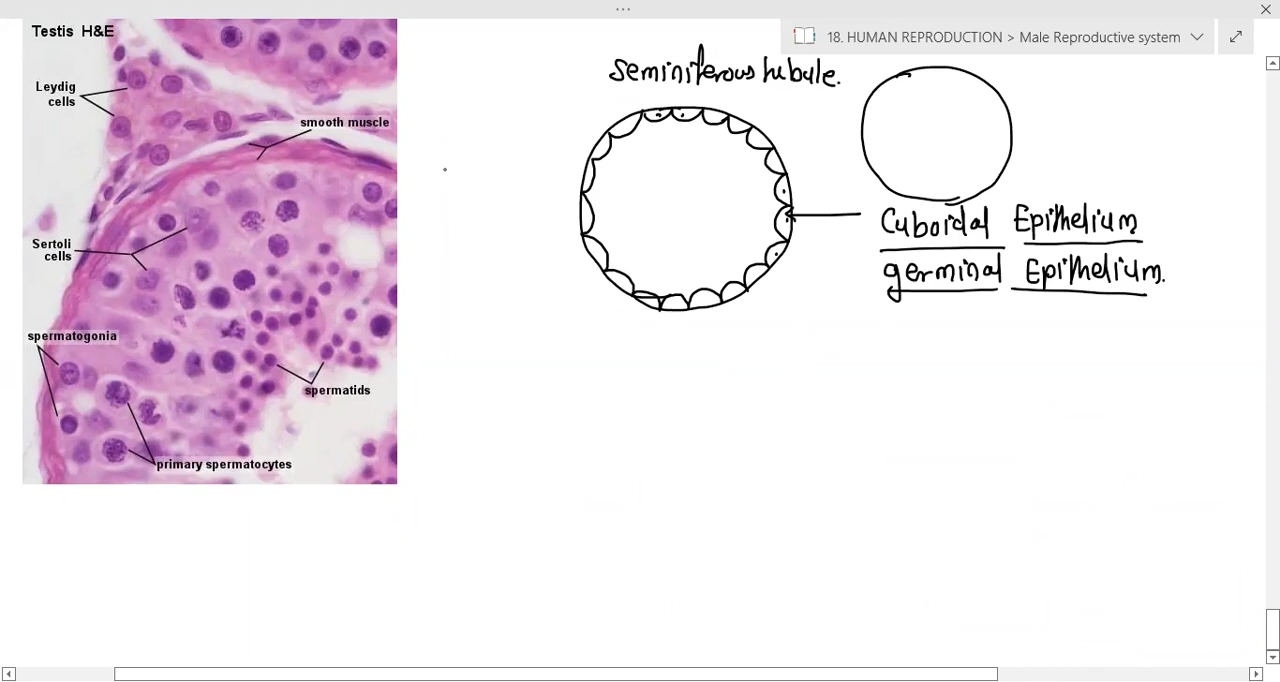 Testis H&E
18. HUMAN REPRODUCTION > Male Reproductive system
Seminiferous tubule.
Leydig
cells
smooth muscle
Cuboidal Epithelium
Sertoli
cells
germinal Epithelium.
spermatogonia
spermatids
primary spermatocytes